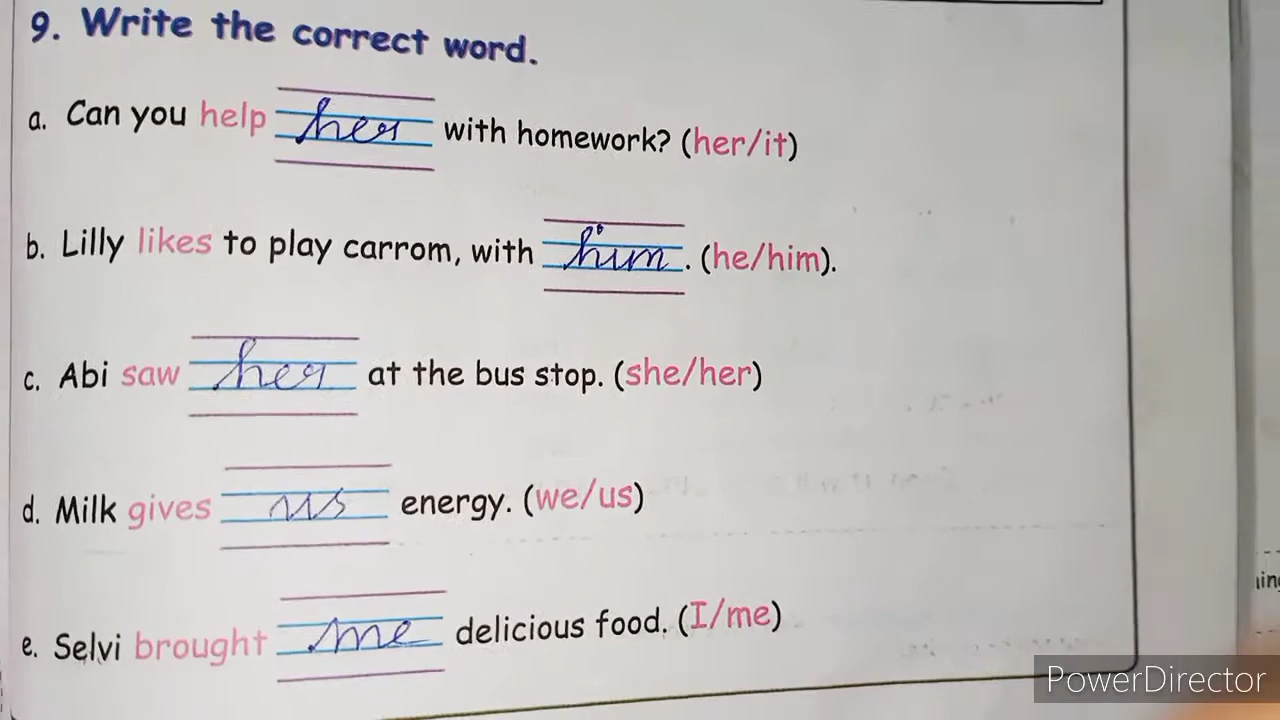 9. Write the correct word.
a. Can you help her with homework? (her/it)
b. Lilly likes to play carrom, with him. (he/him).
c. Abi saw her at the bus stop. (she/her)
d. Milk gives us energy. (we/us)
e. Selvi brought me delicious food. (I/me)
PowerDirector